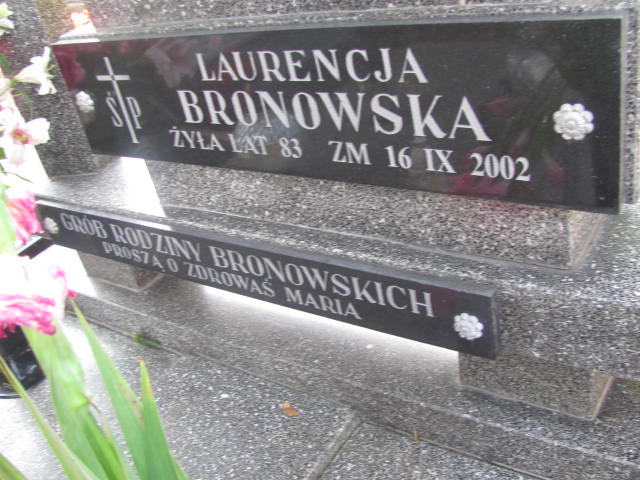 ŚP
LAURENCJA
BRONOWSKA
ŻYŁA LAT 83 ZM 16 IX 2002
GRÓB RODZINY BRONOWSKICH
PROSZĄ O ZDROWAŚ MARIA